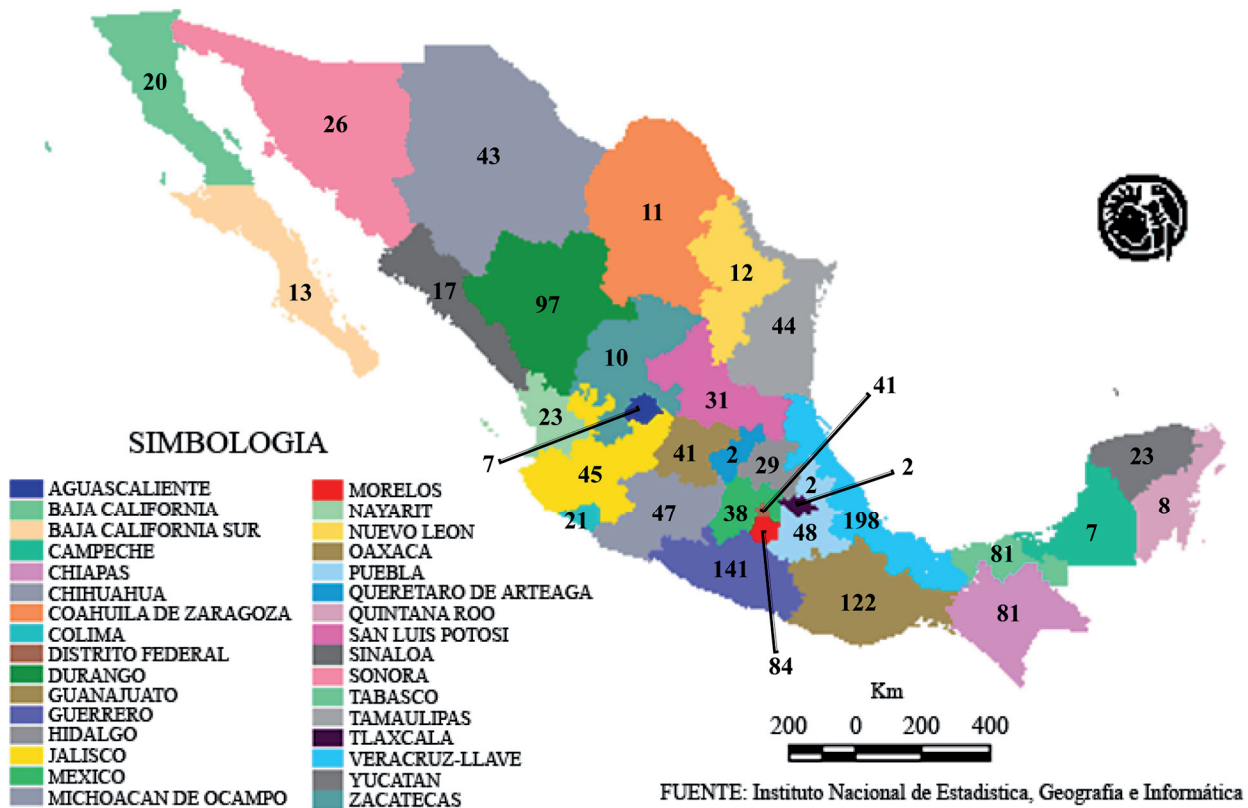 20
26
43
11
12
13
17
97
44
10
41
31
23
7
41
2
29
2
2
23
45
8
SIMBOLOGIA
21
47
38
48
198
7
81
141
122
81
84
AGUASCALIENTE
BAJA CALIFORNIA
BAJA CALIFORNIA SUR
CAMPECHE
CHIAPAS
CHIHUAHUA
COAHUILA DE ZARAGOZA
COLIMA
DISTRITO FEDERAL
DURANGO
GUANAJUATO
GUERRERO
HIDALGO
JALISCO
MEXICO
MICHOACAN DE OCAMPO
MORELOS
NAYARIT
NUEVO LEON
OAXACA
PUEBLA
QUERETARO DE ARTEAGA
QUINTANA ROO
SAN LUIS POTOSI
SINALOA
SONORA
TABASCO
TAMAULIPAS
TLAXCALA
VERACRUZ-LLAVE
YUCATAN
ZACATECAS
Km
200 0 200 400
FUENTE: Instituto Nacional de Estadistica, Geografía e Informática